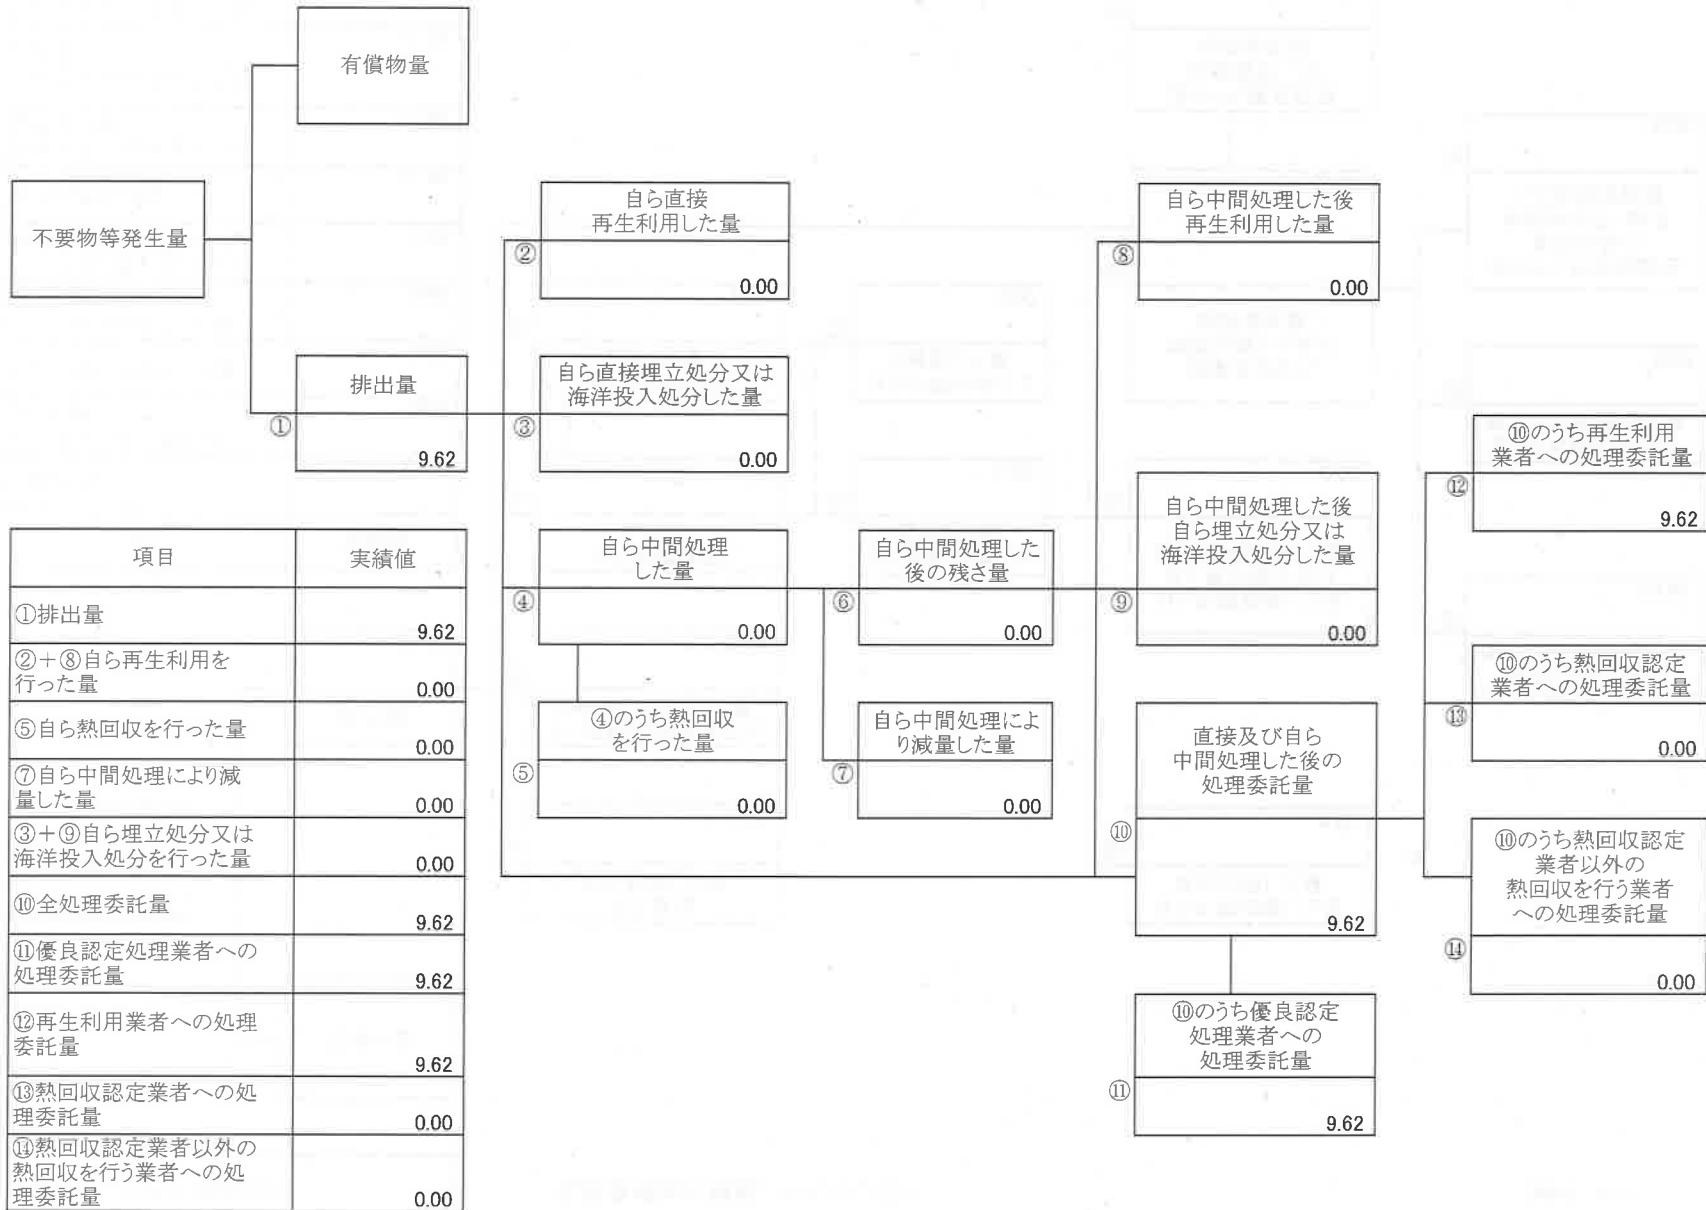 有償物量
不要物等発生量
排出量
①
9.62
自ら直接
再生利用した量
②
0.00
自ら直接埋立処分又は
海洋投入処分した量
③
0.00
自ら中間処理
した量
④
0.00
④のうち熱回収
を行った量
⑤
0.00
自ら中間処理した
後の残さ量
⑥
0.00
自ら中間処理によ
り減量した量
⑦
0.00
自ら中間処理した後
再生利用した量
⑧
0.00
自ら中間処理した後
自ら埋立処分又は
海洋投入処分した量
⑨
0.00
直接及び自ら
中間処理した後の
処理委託量
⑩
9.62
⑩のうち優良認定
処理業者への
処理委託量
⑪
9.62
⑩のうち再生利用
業者への処理委託量
⑫
9.62
⑩のうち熱回収認定
業者への処理委託量
⑬
0.00
⑩のうち熱回収認定
業者以外の
熱回収を行う業者
への処理委託量
⑭
0.00
項目 実績値
①排出量
9.62
②+⑧自ら再生利用を
行った量
0.00
⑤自ら熱回収を行った量
0.00
⑦自ら中間処理により減
量した量
0.00
③+⑨自ら埋立処分又は
海洋投入処分を行った量
0.00
⑩全処理委託量
9.62
⑪優良認定処理業者への
処理委託量
9.62
⑫再生利用業者への処理
委託量
9.62
⑬熱回収認定業者への処
理委託量
0.00
⑭熱回収認定業者以外の
熱回収を行う業者への処
理委託量
0.00